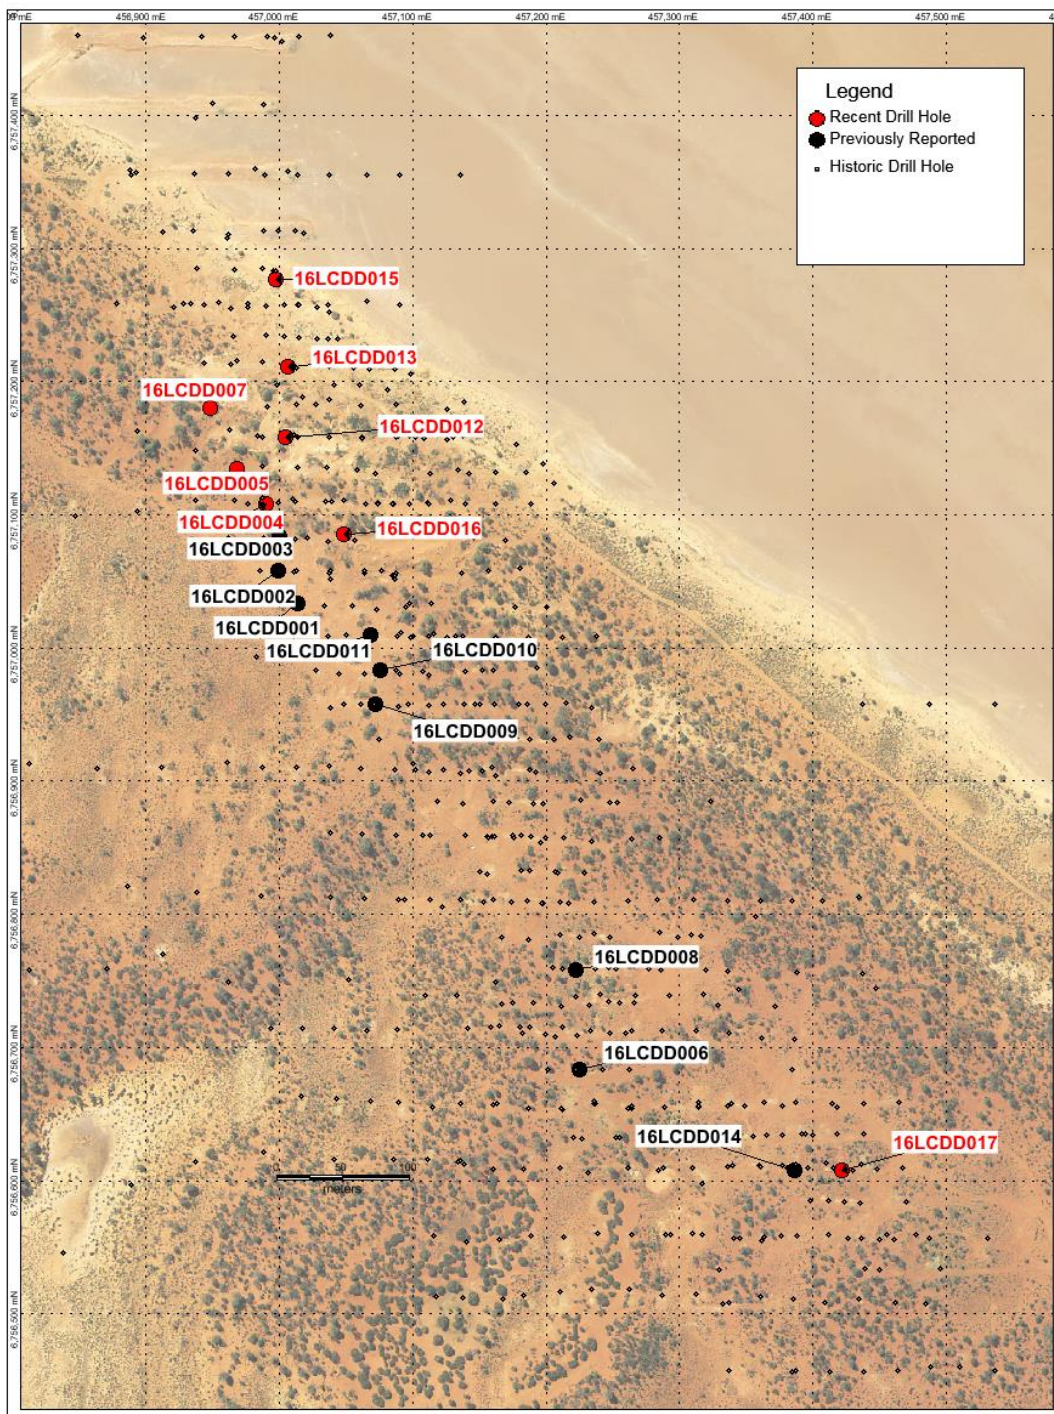 456,900 mE
457,000 mE
457,100 mE
457,200 mE
457,300 mE
457,400 mE
457,500 mE
Legend
Recent Drill Hole
Previously Reported
Historic Drill Hole
6,757,400 mN
6,757,300 mN
6,757,200 mN
6,757,100 mN
6,757,000 mN
6,756,900 mN
6,756,800 mN
6,756,700 mN
6,756,600 mN
6,756,500 mN
16LCDD015
16LCDD013
16LCDD007
16LCDD012
16LCDD005
16LCDD004
16LCDD016
16LCDD003
16LCDD002
16LCDD001
16LCDD011
16LCDD010
16LCDD009
16LCDD008
16LCDD006
16LCDD014
16LCDD017
0 50 100
meters